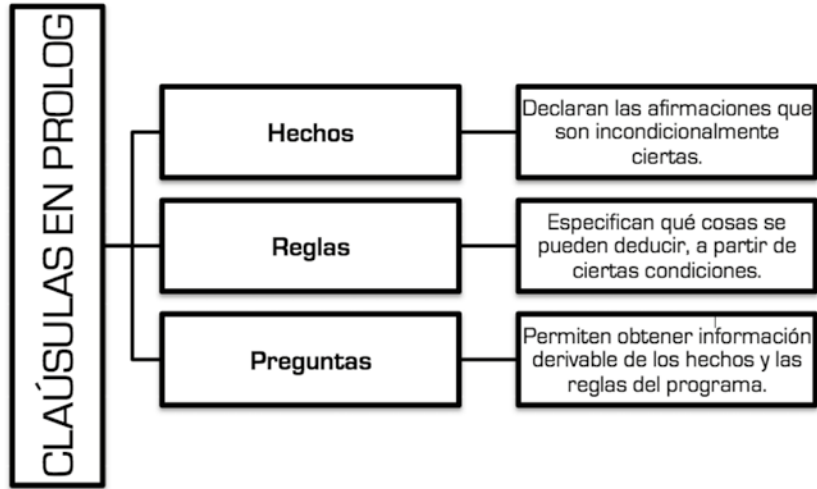 CLAÚSULAS EN PROLOG
Hechos
Declaran las afirmaciones que
son incondicionalmente
ciertas.
Reglas
Especifican qué cosas se
pueden deducir, a partir de
ciertas condiciones.
Preguntas
Permiten obtener información
derivable de los hechos y las
reglas del programa.